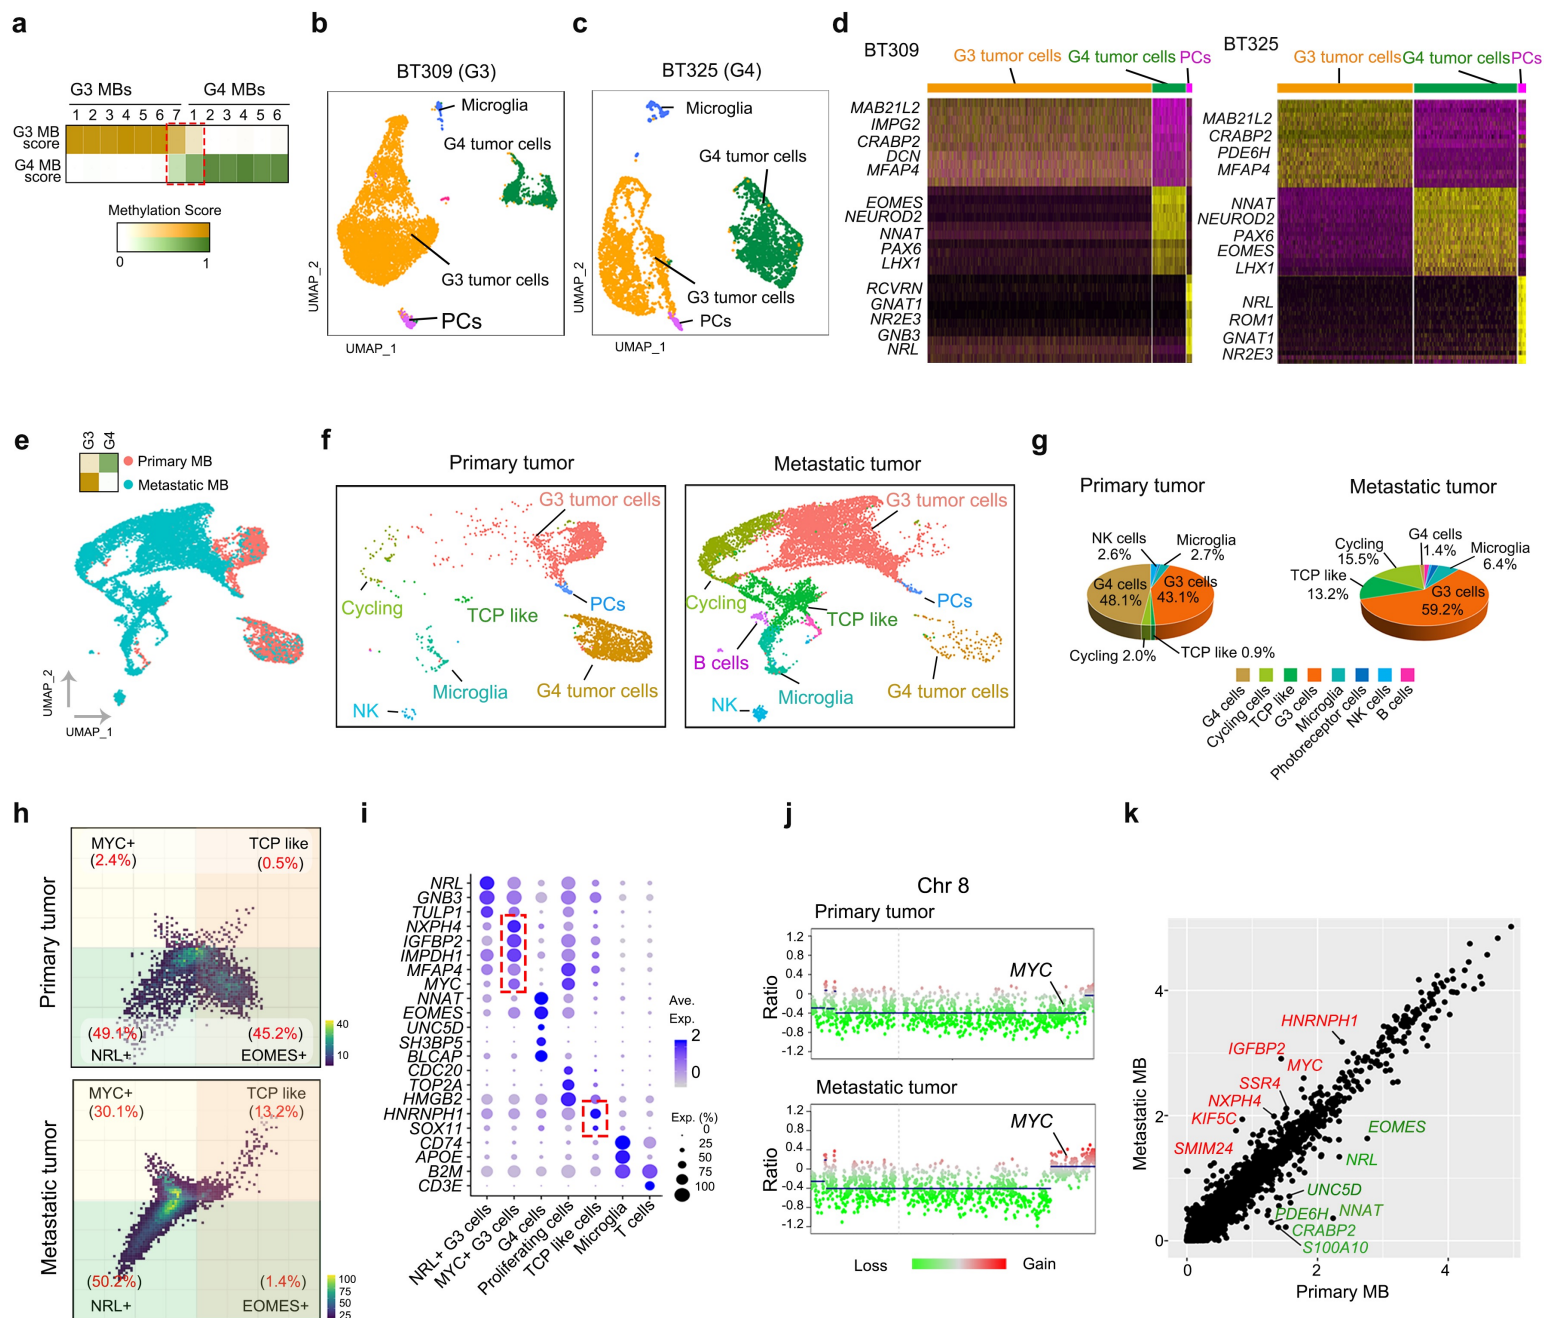 a
G3 MBs
G4 MBs
1 2 3 4 5 6 7 1 2 3 4 5 6
G3 MB score
G4 MB score
Methylation Score
0
1
b
BT309 (G3)
Microglia
G4 tumor cells
G3 tumor cells
PCs
UMAP_2
UMAP_1
c
BT325 (G4)
Microglia
G4 tumor cells
G3 tumor cells
PCs
UMAP_2
UMAP_1
d
BT309
G3 tumor cells
G4 tumor cells
PCs
MAB21L2
IMPG2
CRABP2
DCN
MFAP4
EOMES
NEUROD2
NNAT
PAX6
LHX1
RCVRN
GNAT1
NR2E3
GNB3
NRL
BT325
G3 tumor cells
G4 tumor cells
PCs
MAB21L2
CRABP2
PDE6H
MFAP4
NNAT
NEUROD2
PAX6
EOMES
LHX1
NRL
ROM1
GNAT1
NR2E3
e
G3
G4
Primary MB
Metastatic MB
UMAP_2
UMAP_1
f
Primary tumor
G3 tumor cells
Cycling
TCP like
PCs
Microglia
G4 tumor cells
NK
Metastatic tumor
G3 tumor cells
Cycling
TCP like
PCs
B cells
Microglia
G4 tumor cells
NK
g
Primary tumor
NK cells
2.6%
Microglia
2.7%
G4 cells
48.1%
G3 cells
43.1%
Cycling 2.0%
TCP like 0.9%
Metastatic tumor
G4 cells
1.4%
Cycling
15.5%
Microglia
6.4%
TCP like
13.2%
G3 cells
59.2%
G4 cells
Cycling cells
TCP like
G3 cells
Microglia
Photoreceptor cells
NK cells
B cells
h
Primary tumor
MYC+
(2.4%)
TCP like
(0.5%)
(49.1%)
NRL+
(45.2%)
EOMES+
40
10
Metastatic tumor
MYC+
(30.1%)
TCP like
(13.2%)
(50.2%)
NRL+
(1.4%)
EOMES+
100
75
50
25
i
NRL
GNB3
TULP1
NXPH4
IGFBP2
IMPDH1
MFAP4
MYC
NNAT
EOMES
UNC5D
SH3BP5
BLCAP
CDC20
TOP2A
HMGB2
HNRNPH1
SOX11
CD74
APOE
B2M
CD3E
NRL+ G3 cells
MYC+ G3 cells
G4 cells
Proliferating cells
TCP like cells
Microglia
T cells
Ave.
Exp.
2
0
Exp. (%)
0
25
50
75
100
j
Chr 8
Primary tumor
Ratio
1.2
0.8
0.4
0
-0.4
-0.8
-1.2
MYC
Metastatic tumor
Ratio
1.2
0.8
0.4
0
-0.4
-0.8
-1.2
MYC
Loss
Gain
k
Metastatic MB
4
2
0
HNRNPH1
IGFBP2
MYC
SSR4
NXPH4
KIF5C
SMIM24
EOMES
NRL
UNC5D
PDE6H
NNAT
CRABP2
S100A10
0
2
4
Primary MB